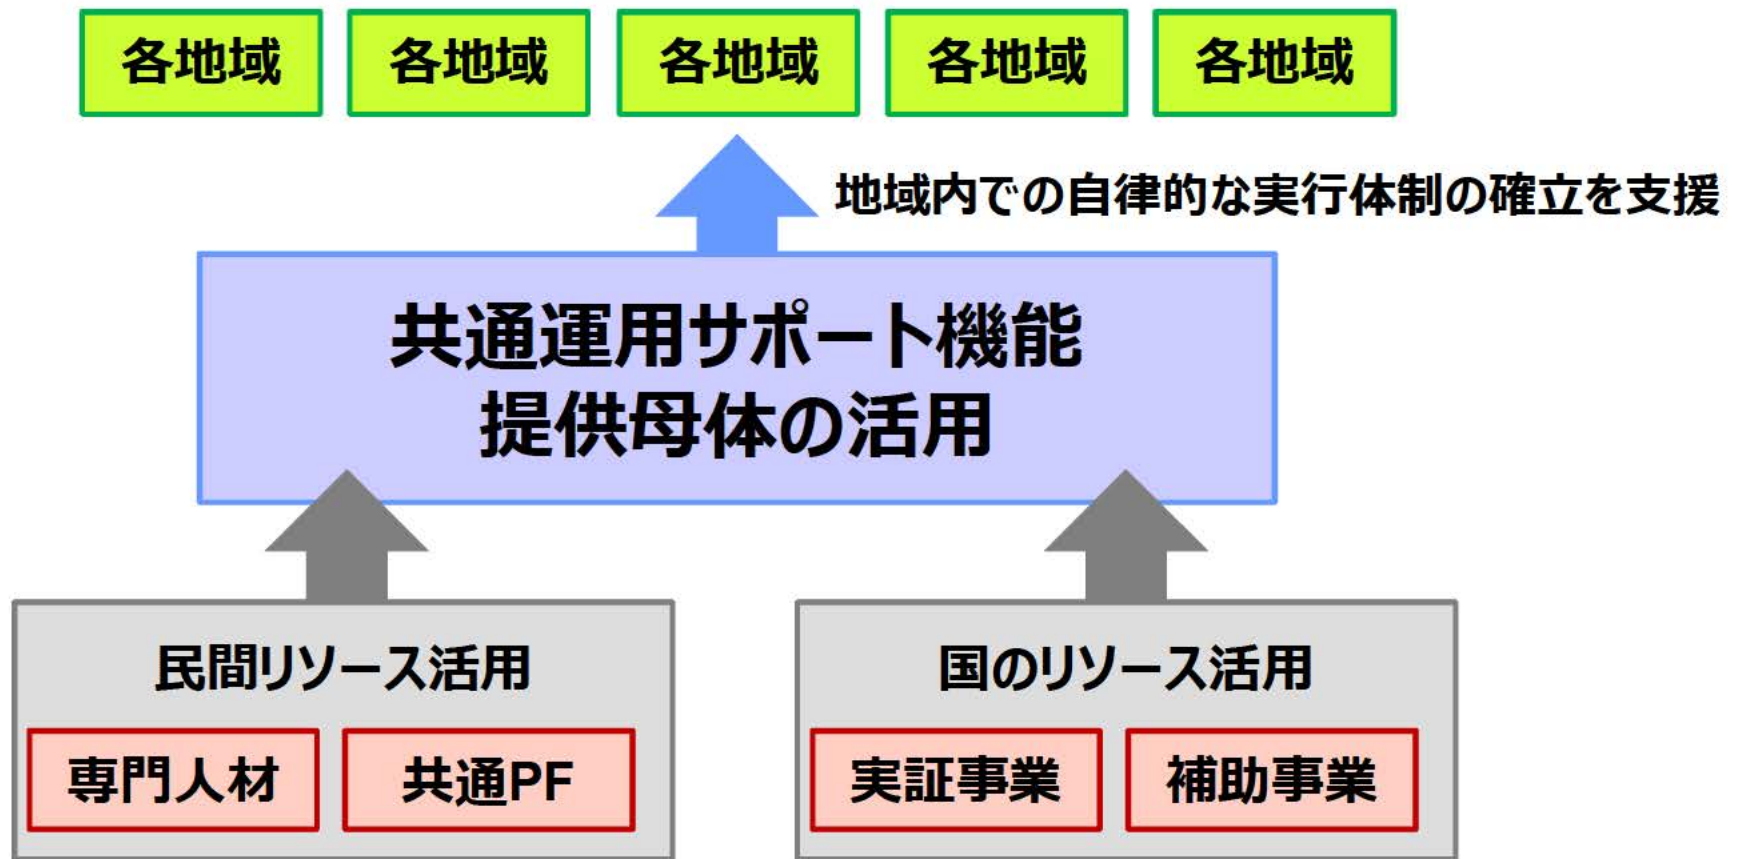 各地域
各地域
各地域
各地域
各地域
地域内での自律的な実行体制の確立を支援
共通運用サポート機能
提供母体の活用
民間リソース活用
専門人材
共通PF
国のリソース活用
実証事業
補助事業